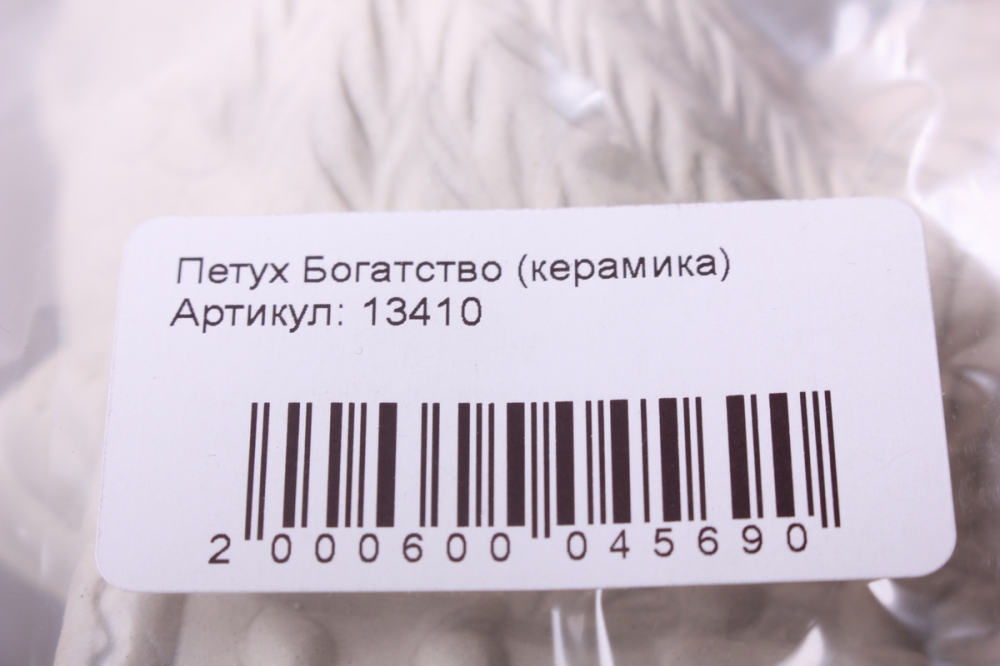 Петух Богатство (керамика)
Артикул: 13410
2 000600 045690